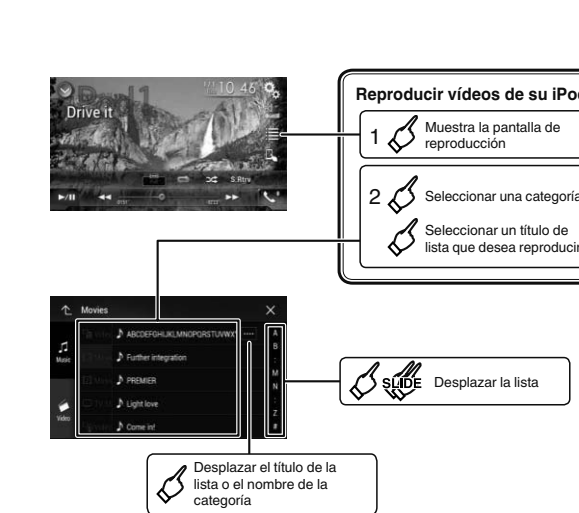 10 46
Drive it
S.Rtrv
Reproducir vídeos de su iPod
1 Muestra la pantalla de
reproducción
2 Seleccionar una categoría
Seleccionar un título de
lista que desea reproducir
Movies
Music
Video
ABCDEFGHIJKLMNOPQRSTUVWXY
Further integration
PREMIER
Light love
Come in!
A
B
:
M
N
:
Z
#
SLIDE Desplazar la lista
Desplazar el título de la
lista o el nombre de la
categoría